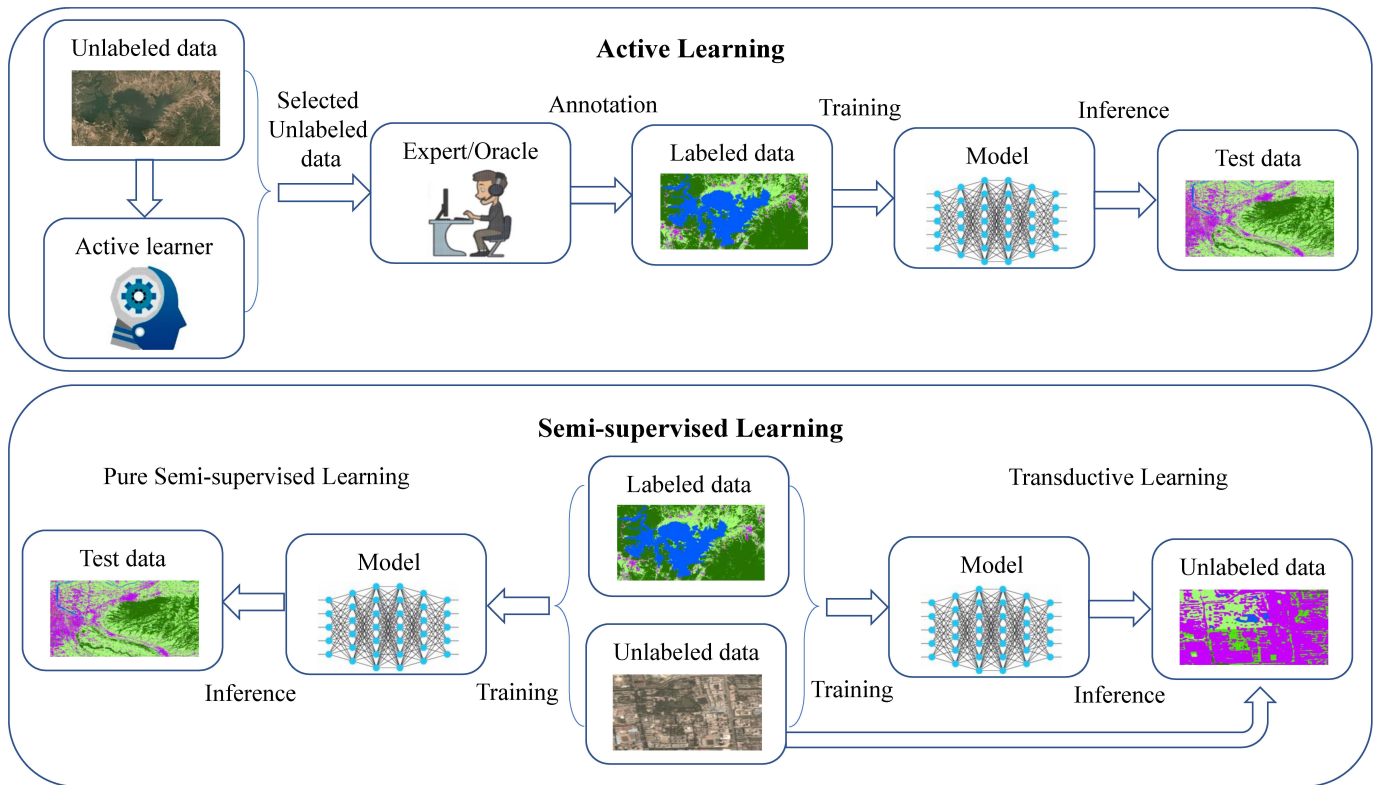 Active Learning
Unlabeled data
Active learner
Selected
Unlabeled
data
Expert/Oracle
Annotation
Labeled data
Training
Model
Inference
Test data
Semi-supervised Learning
Pure Semi-supervised Learning
Transductive Learning
Test data
Inference
Model
Training
Labeled data
Unlabeled data
Training
Model
Inference
Unlabeled data